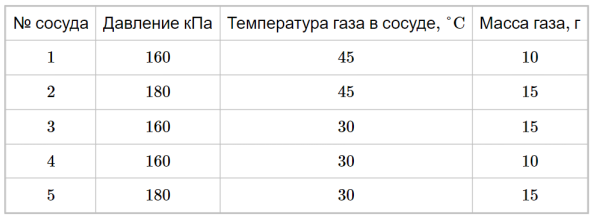 № сосуда Давление кПа Температура газа в сосуде, °C Масса газа, г
1 160 45 10
2 180 45 15
3 160 30 15
4 160 30 10
5 180 30 15